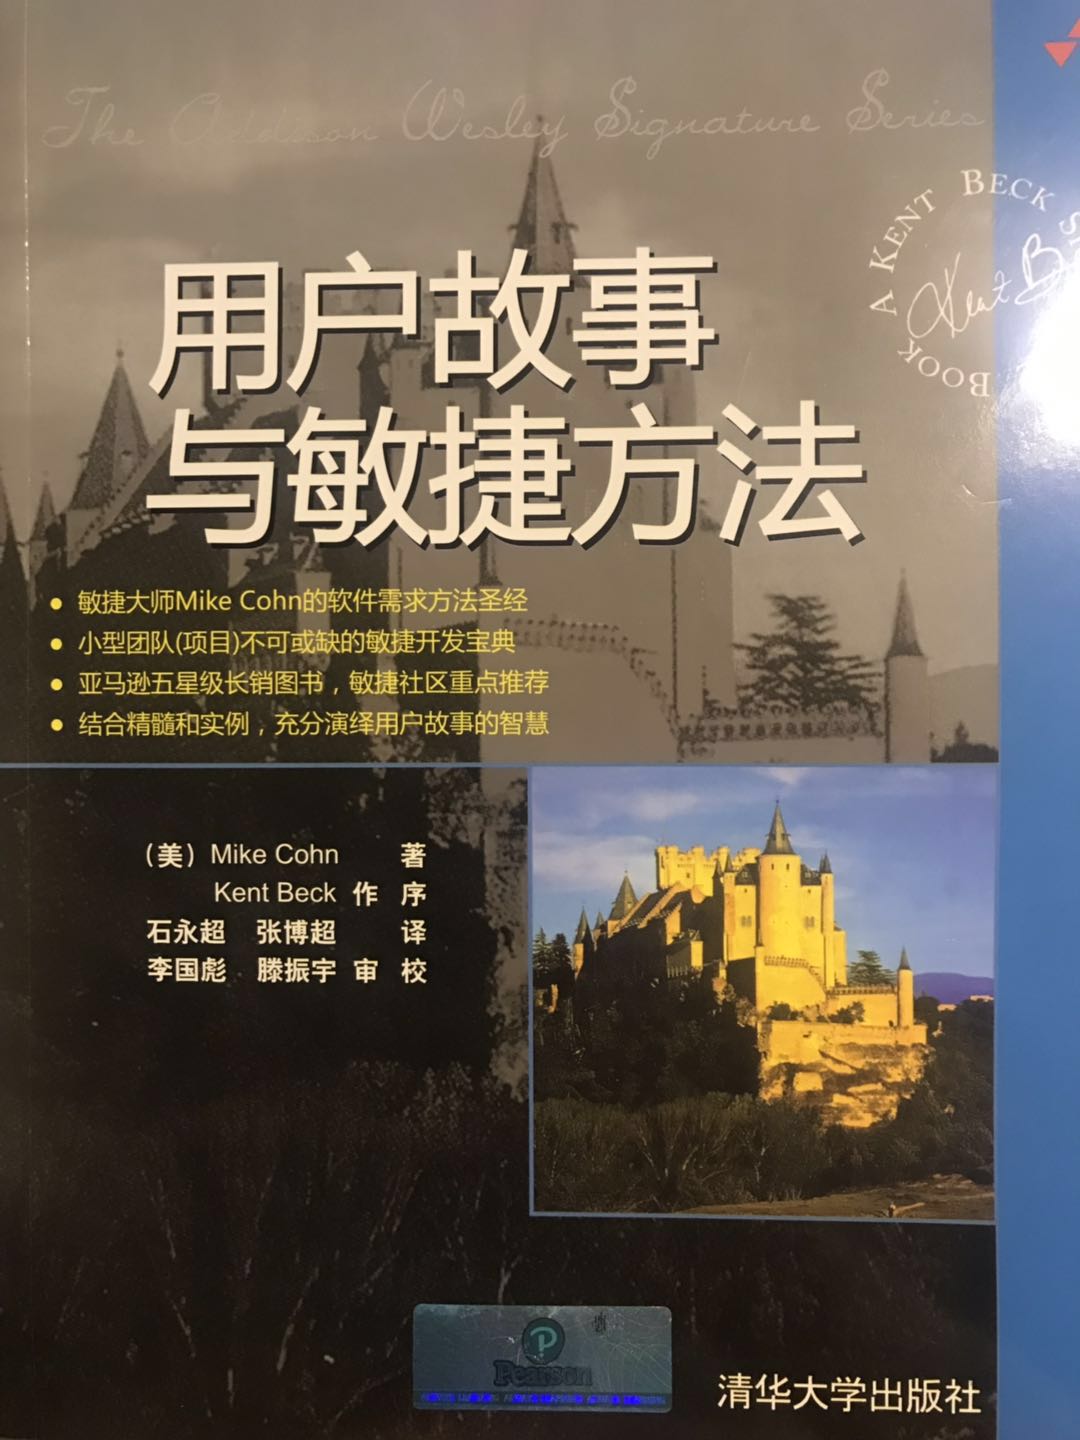 The Addison Wesley Signature Series
A KENT BECK
BOOK
Kent B
用户故事
与敏捷方法
● 敏捷大师Mike Cohn的软件需求方法圣经
● 小型团队(项目)不可或缺的敏捷开发宝典
● 亚马逊五星级长销图书，敏捷社区重点推荐
● 结合精髓和实例，充分演绎用户故事的智慧
（美）Mike Cohn 著
Kent Beck 作 序
石永超 张博超 译
李国彪 滕振宇 审 校
Pearson
清华大学出版社